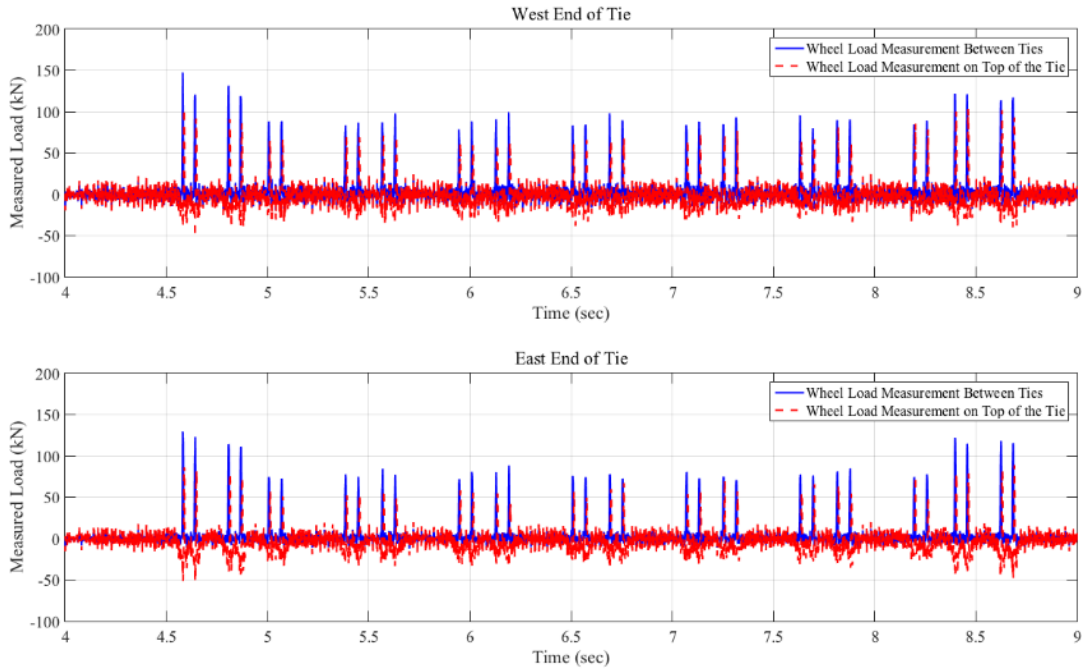 West End of Tie
200
150
100
50
0
-50
-100
Measured Load (kN)
Wheel Load Measurement Between Ties
Wheel Load Measurement on Top of the Tie
4 4.5 5 5.5 6 6.5 7 7.5 8 8.5 9
Time (sec)
East End of Tie
200
150
100
50
0
-50
-100
Measured Load (kN)
Wheel Load Measurement Between Ties
Wheel Load Measurement on Top of the Tie
4 4.5 5 5.5 6 6.5 7 7.5 8 8.5 9
Time (sec)